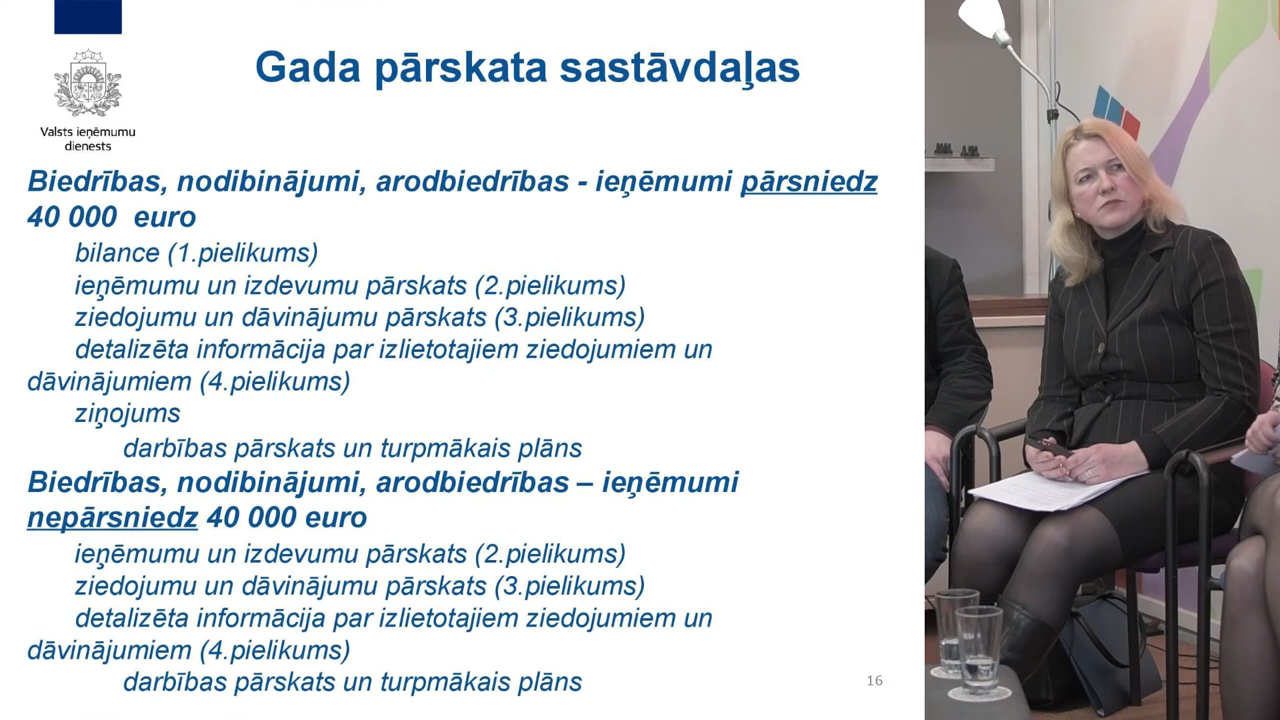 Valsts ieņēmumu
dienests
Gada pārskata sastāvdaļas
Biedrības, nodibinājumi, arodbiedrības - ieņēmumi pārsniedz
40 000 euro
bilance (1.pielikums)
ieņēmumu un izdevumu pārskats (2.pielikums)
ziedojumu un dāvinājumu pārskats (3.pielikums)
detalizēta informācija par izlietotajiem ziedojumiem un
dāvinājumiem (4.pielikums)
ziņojums
darbības pārskats un turpmākais plāns
Biedrības, nodibinājumi, arodbiedrības – ieņēmumi
nepārsniedz 40 000 euro
ieņēmumu un izdevumu pārskats (2.pielikums)
ziedojumu un dāvinājumu pārskats (3.pielikums)
detalizēta informācija par izlietotajiem ziedojumiem un
dāvinājumiem (4.pielikums)
darbības pārskats un turpmākais plāns
16